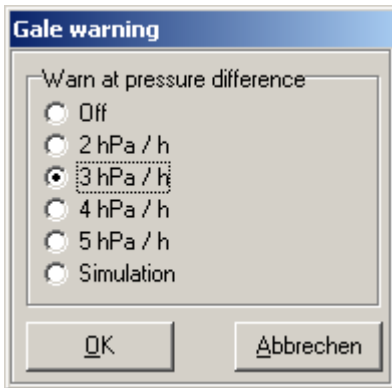 Gale warning
Warn at pressure difference
Off
2 hPa / h
3 hPa / h
4 hPa / h
5 hPa / h
Simulation
OK Abbrechen